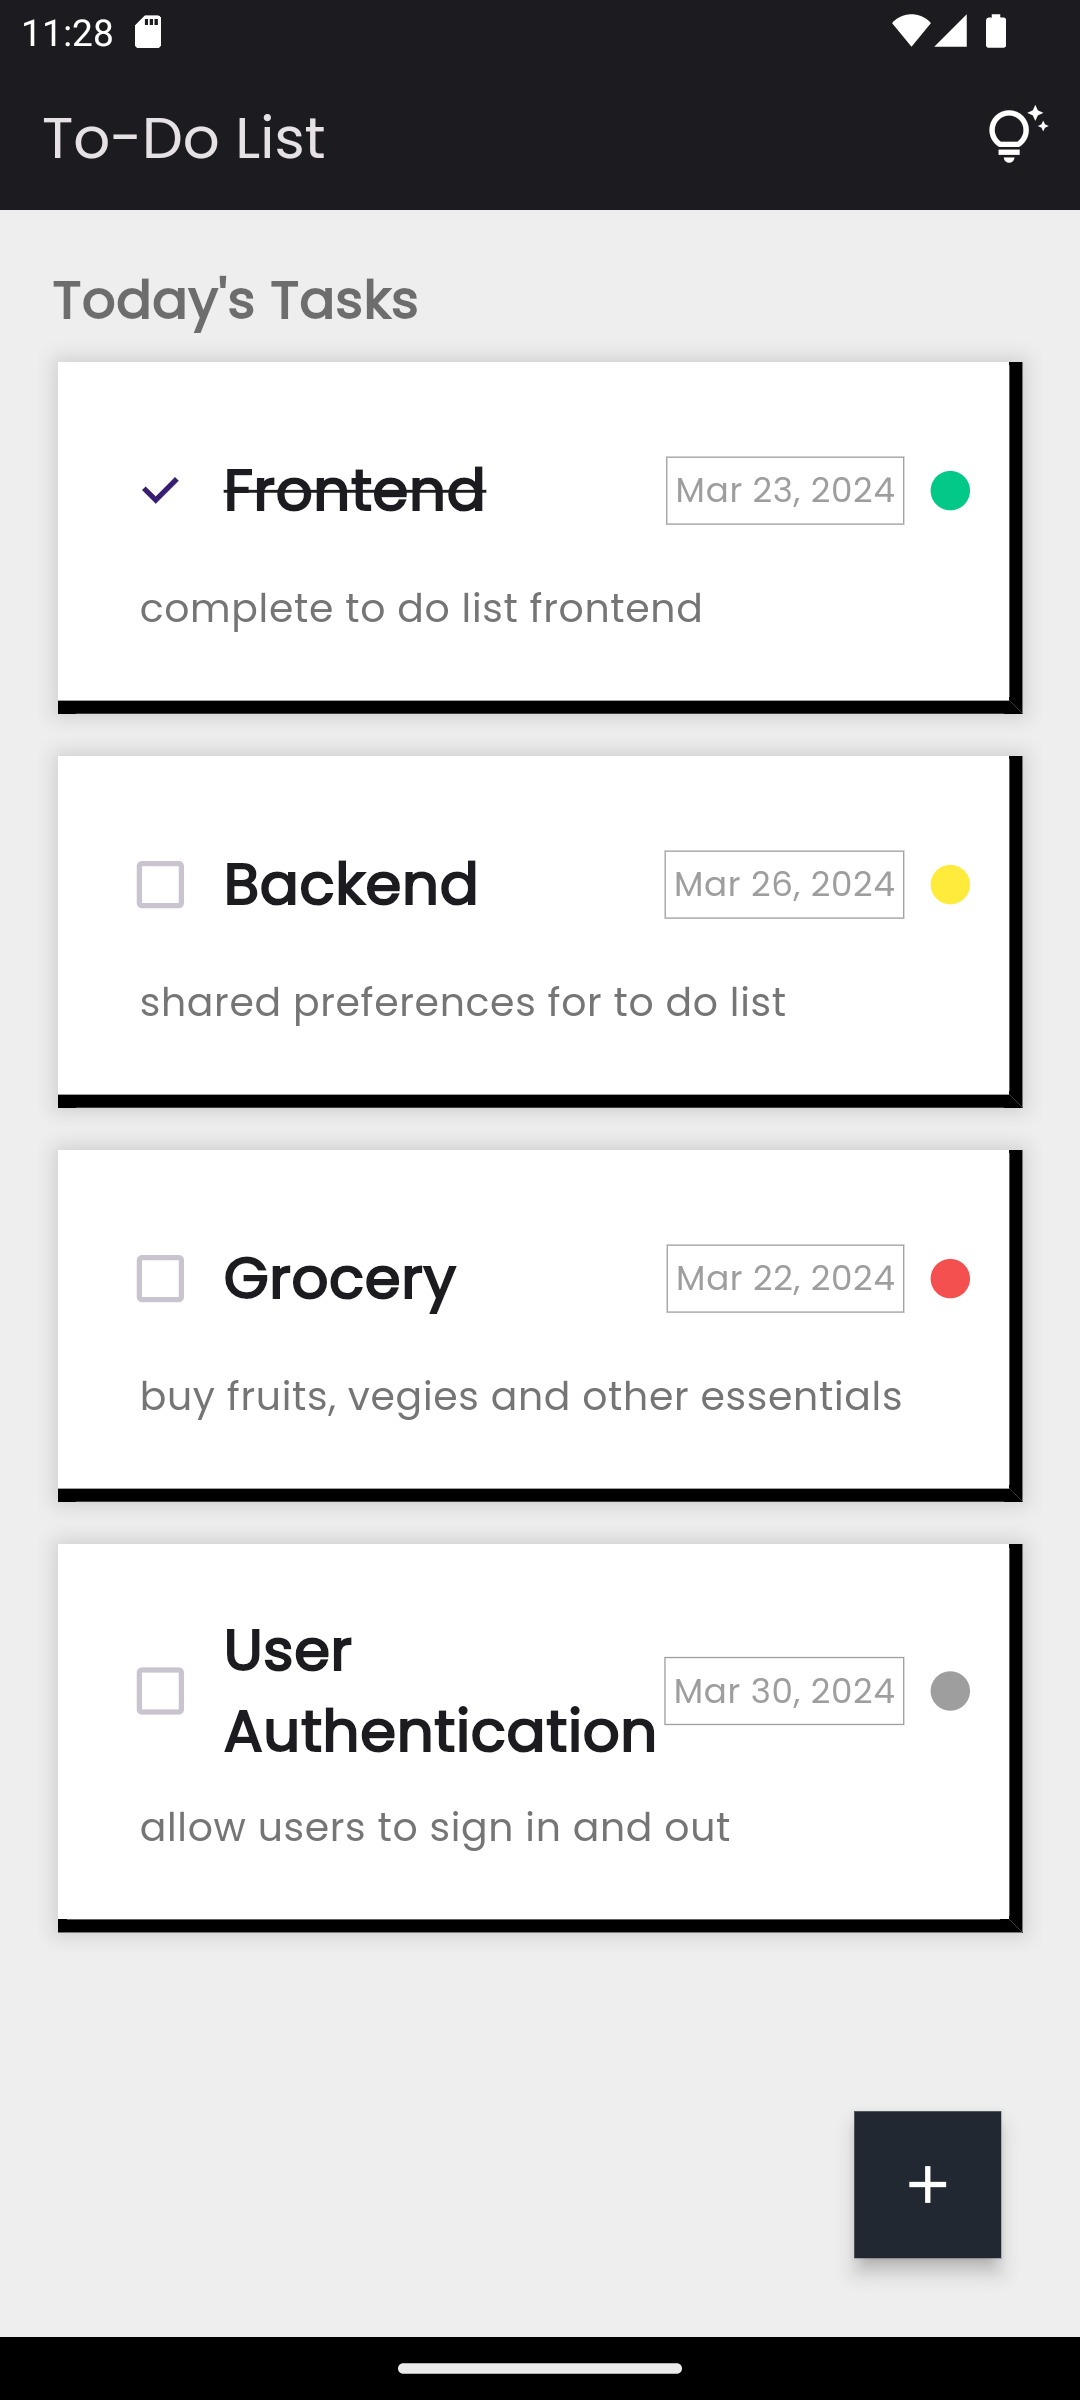 11:28
To-Do List
Today's Tasks
Frontend
Mar 23, 2024
complete to do list frontend
Backend
Mar 26, 2024
shared preferences for to do list
Grocery
Mar 22, 2024
buy fruits, vegies and other essentials
User
Authentication
Mar 30, 2024
allow users to sign in and out
+